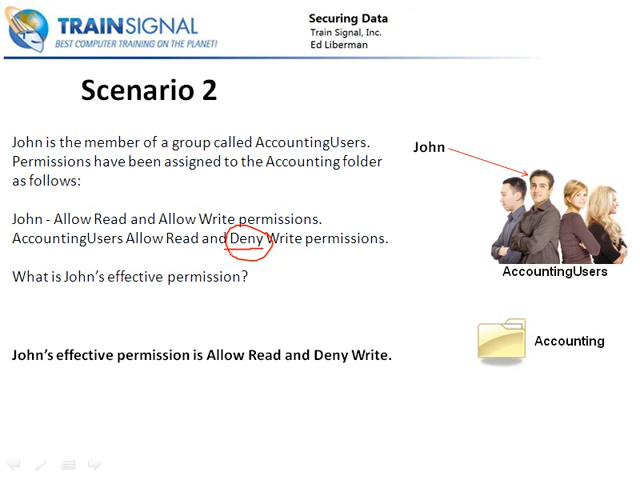 TRAINSIGNAL
BEST COMPUTER TRAINING ON THE PLANET!
Securing Data
Train Signal, Inc.
Ed Liberman
Scenario 2
John is the member of a group called AccountingUsers.
Permissions have been assigned to the Accounting folder
as follows:
John - Allow Read and Allow Write permissions.
AccountingUsers Allow Read and Deny Write permissions.
What is John's effective permission?
John's effective permission is Allow Read and Deny Write.
John
AccountingUsers
Accounting